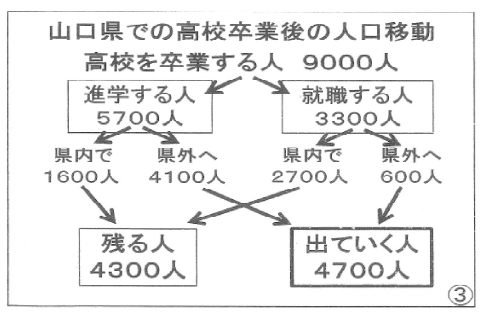 山口県での高校卒業後の人口移動
高校を卒業する人 9000人
進学する人 就職する人
5700人 3300人
県内で 県外へ 県内で 県外へ
1600人 4100人 2700人 600人
残る人 出ていく人
4300人 4700人
③